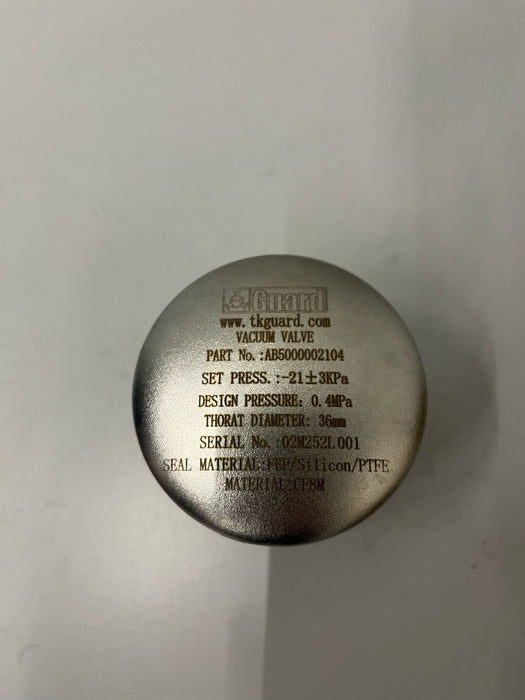 Guard
www.tkguard.com
VACUUM VALVE
PART No.:AB5000002104
SET PRESS.:-21±3KPa
DESIGN PRESSURE: 0.4MPa
THORAT DIAMETER: 36mm
SERIAL No.:02M252L001
SEAL MATERIAL:FEP/Silicon/PTFE
MATERIAL:CF8M